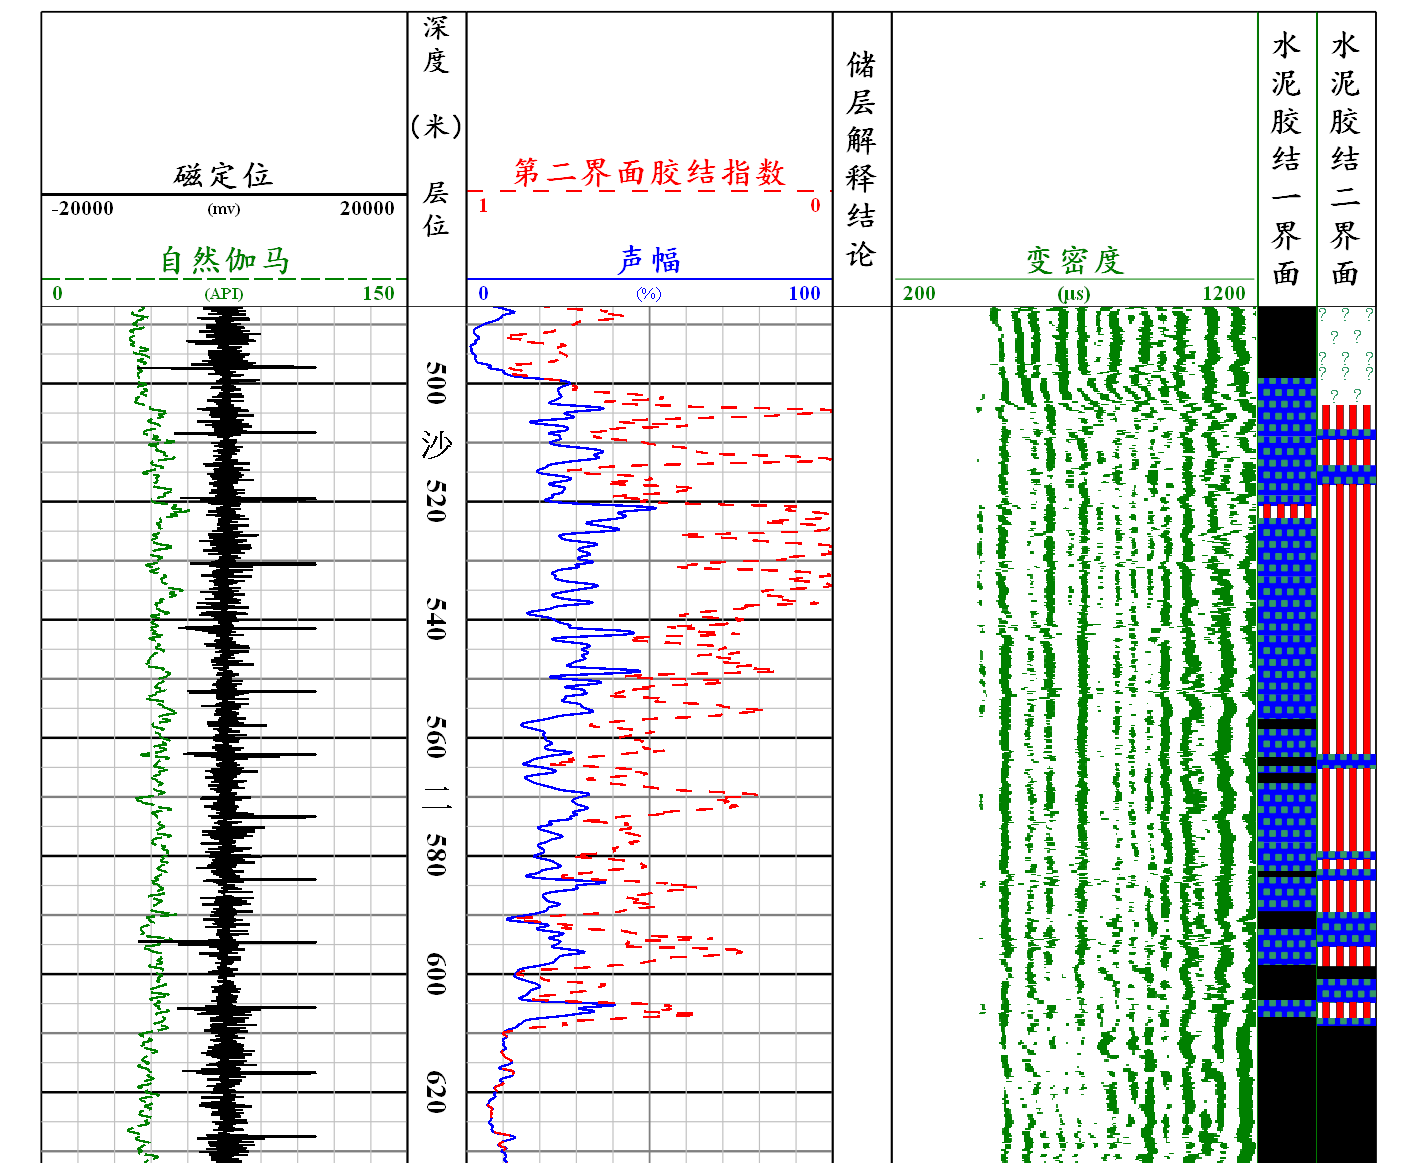 磁定位
-20000 (mv) 20000
自然伽马
0 (API) 150
深度
(米)
层位
第二界面胶结指数
1 0
声幅
0 (%) 100
储层解释结论
变密度
200 (μs) 1200
水泥胶结一界面
水泥胶结二界面
500
沙
520
540
560
二
580
600
620
? ? ?
? ?
? ? ?
? ? ?
? ?